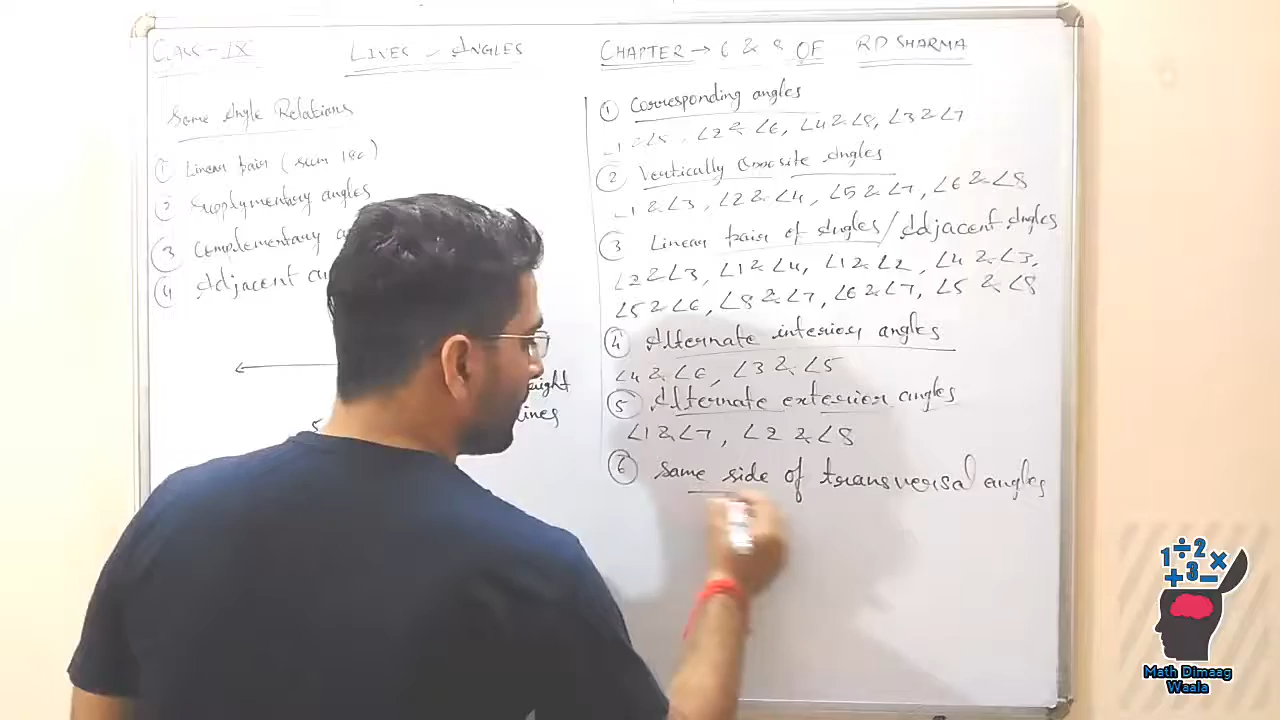 CLASS-IX LINES & ANGLES CHAPTER → 6 & 8 OF RD SHARMA
Some Angle Relations
① Linear pair (sum 180)
② Supplymentary angles
③ Complementary
④ Adjacent
① Corresponding angles
∠1 & ∠5, ∠2 & ∠6, ∠4 & ∠8, ∠3 & ∠7
② Vertically Opposite Angles
∠1 & ∠3, ∠2 & ∠4, ∠5 & ∠7, ∠6 & ∠8
③ Linear pair of Angles/Adjacent Angles
∠2 & ∠3, ∠1 & ∠4, ∠1 & ∠2, ∠4 & ∠3,
∠5 & ∠6, ∠8 & ∠7, ∠6 & ∠7, ∠5 & ∠8
④ Alternate interior angles
∠4 & ∠6, ∠3 & ∠5
⑤ Alternate exterior angles
∠1 & ∠7, ∠2 & ∠8
⑥ Same side of transversal angles
lines
Math Dimaag
Waala